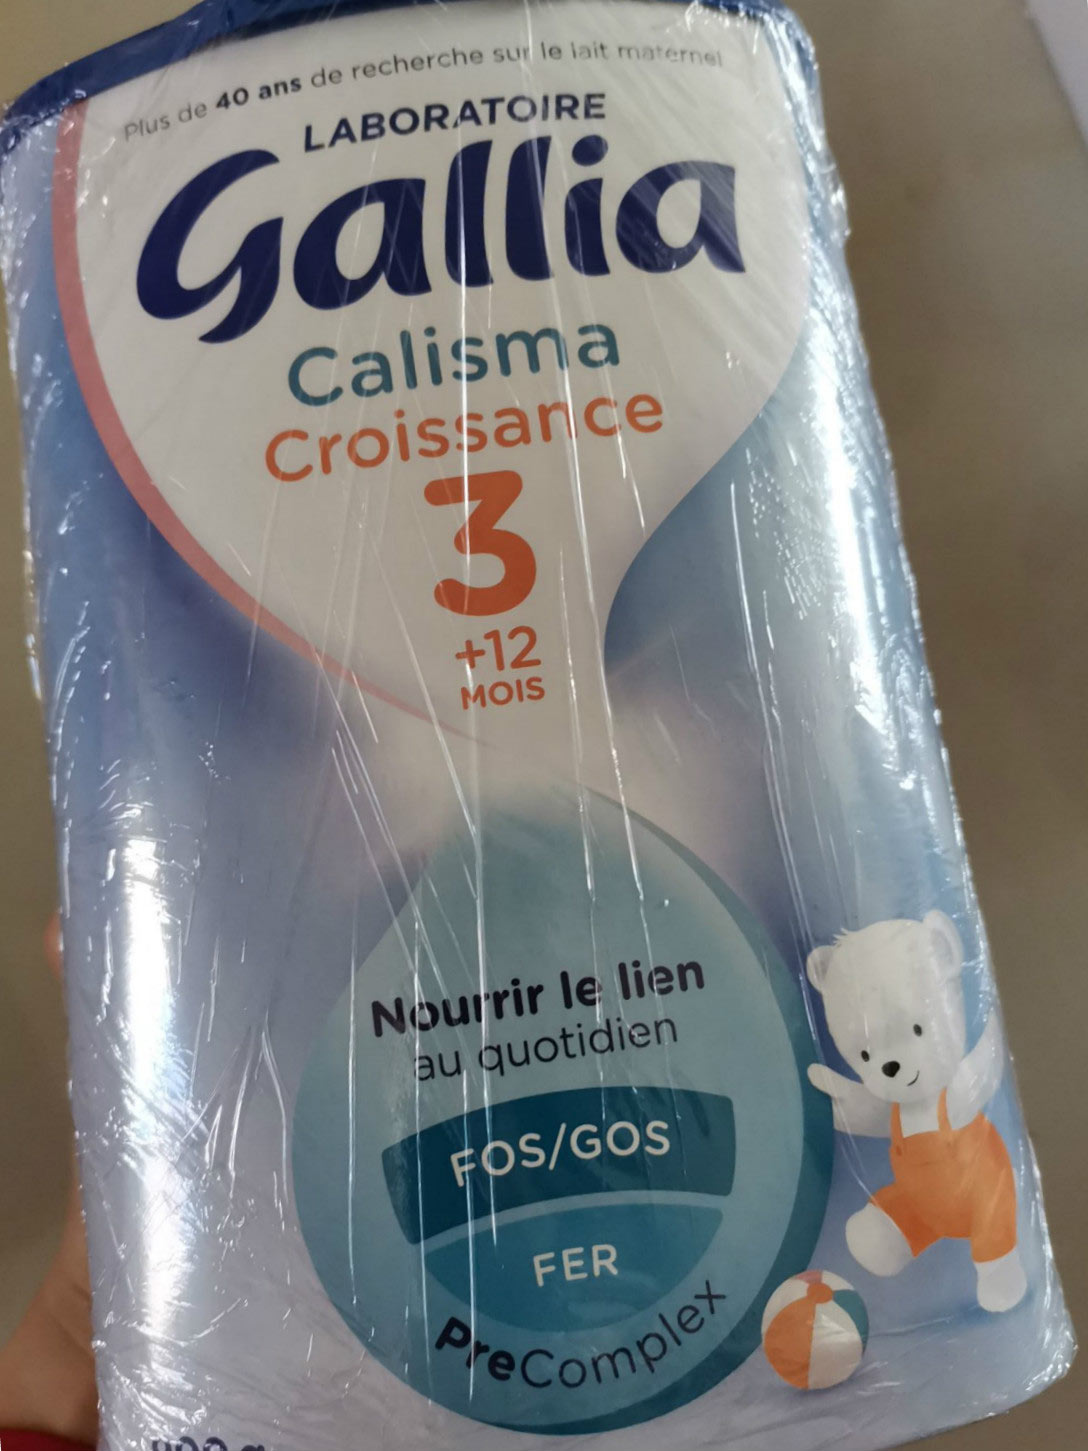 Plus de 40 ans de recherche sur le lait maternel
LABORATOIRE
Gallia
Calisma
Croissance
3
+12
MOIS
Nourrir le lien
au quotidien
FOS/GOS
FER
PreComplex